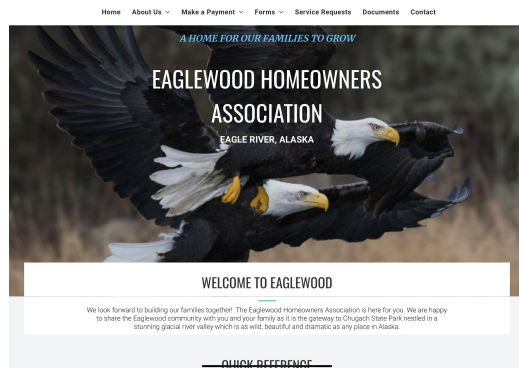 Home About Us Make a Payment Forms Service Requests Documents Contact
A HOME FOR OUR FAMILIES TO GROW
EAGLEWOOD HOMEOWNERS
ASSOCIATION
EAGLE RIVER, ALASKA
WELCOME TO EAGLEWOOD
We look forward to building our families together! The Eaglewood Homeowners Association is here for you. We are happy
to share the Eaglewood community with you and your family as it is the gateway to Chugach State Park nestled in a
stunning glacial river valley which is as wild, beautiful and dramatic as any place in Alaska.
QUICK REFERENCE